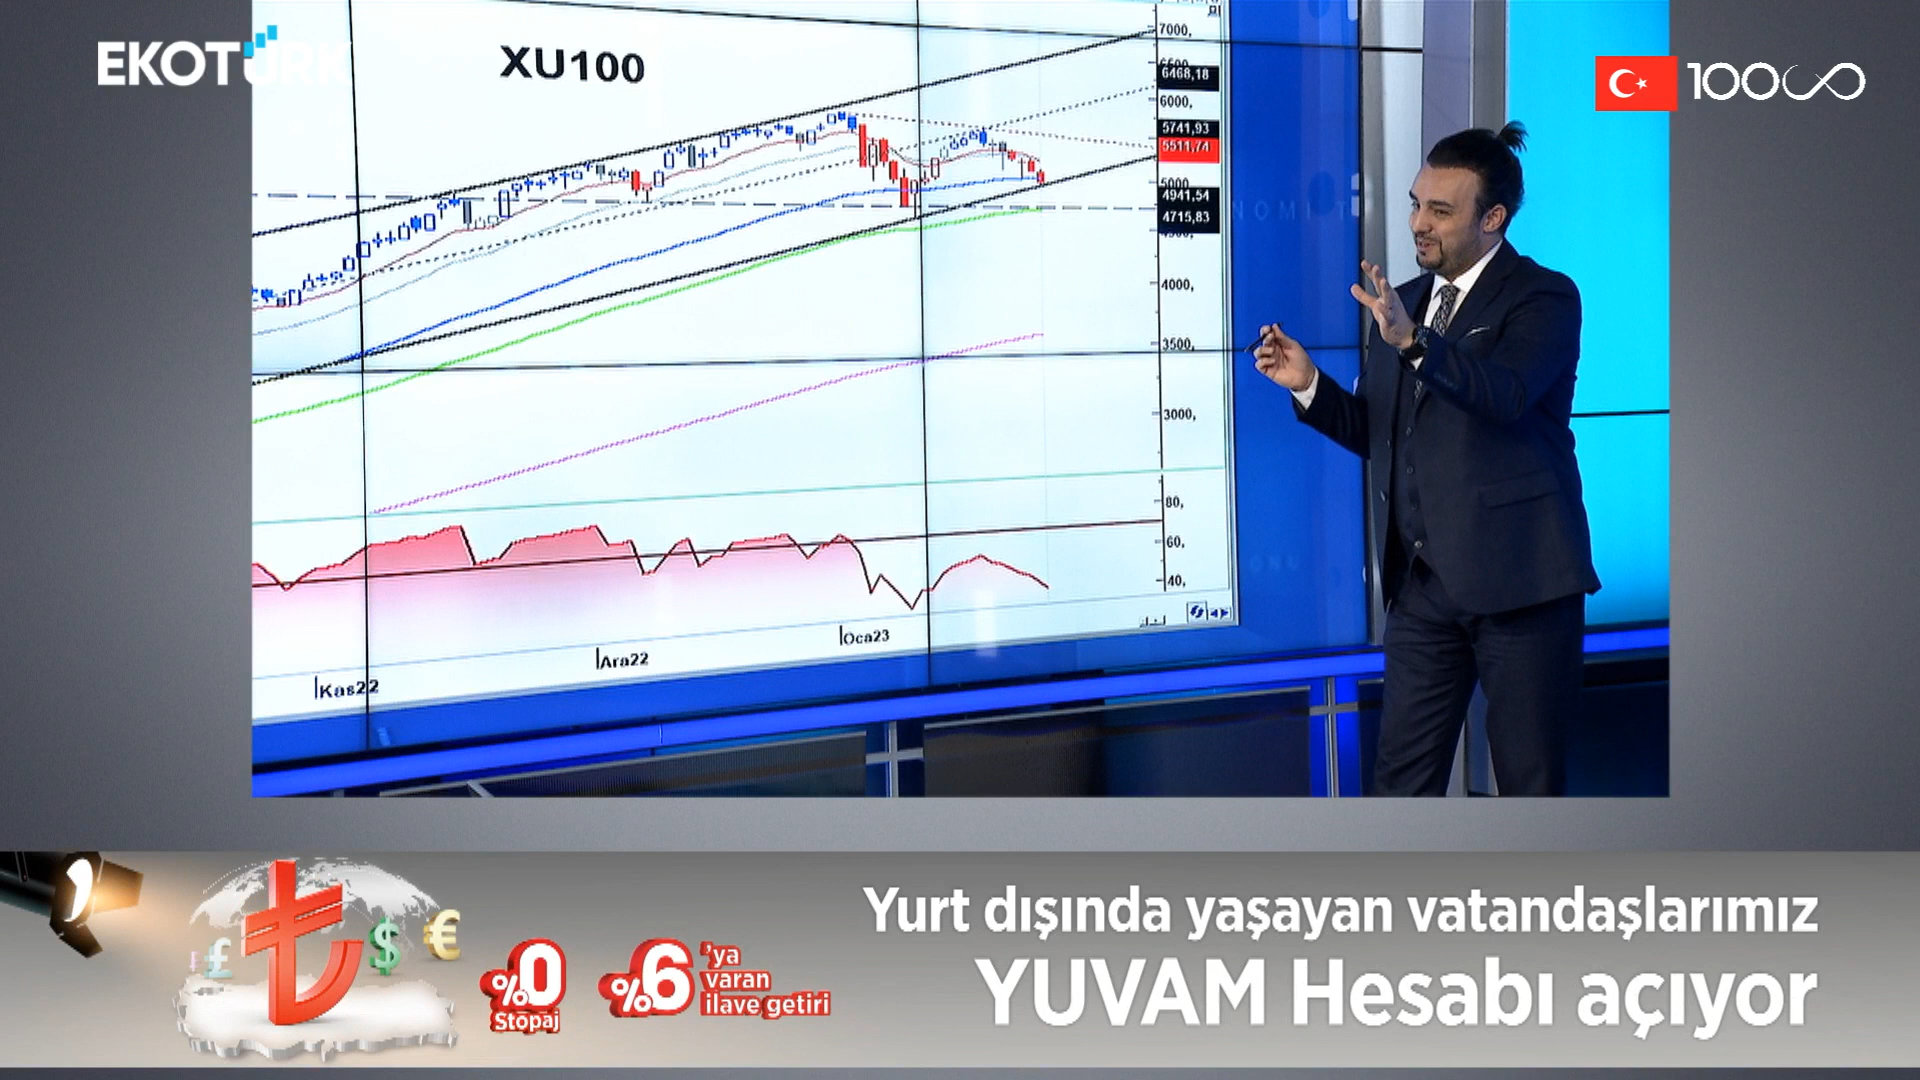 EKOTÜRK
100
XU100
7000,
6500
6468,18
6000,
5741,93
5511,74
5000,
4941,54
4715,83
4500,
4000,
3500,
3000,
80,
60,
40,
Oca23
Ara22
Kas22
Yurt dışında yaşayan vatandaşlarımız
YUVAM Hesabı açıyor
%0
Stopaj
%6'ya
varan
ilave getiri